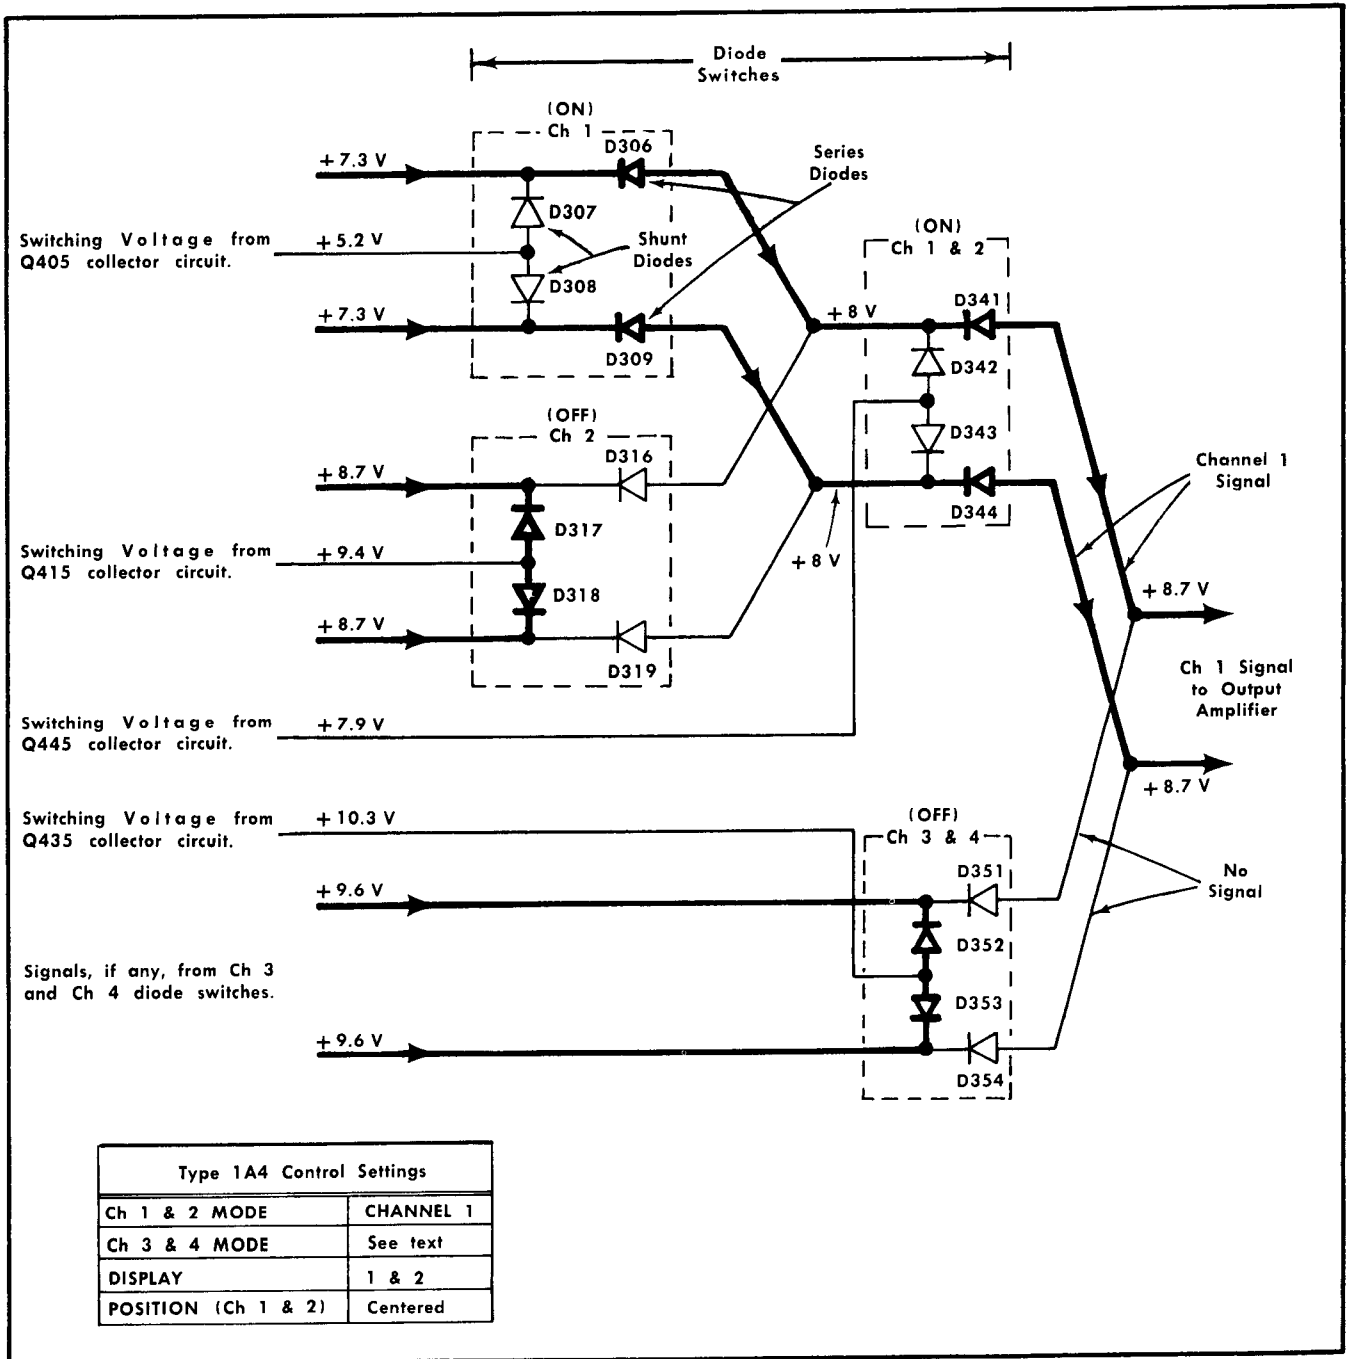 Diode
Switches
(ON)
Ch 1
D306
Series
Diodes
+ 7.3 V
D307
Switching Voltage from
Q405 collector circuit.
+ 5.2 V
Shunt
Diodes
D308
+ 7.3 V
D309
(ON)
Ch 1 & 2
+ 8 V
D341
D342
D343
D344
+ 8 V
(OFF)
Ch 2
D316
+ 8.7 V
D317
Switching Voltage from
Q415 collector circuit.
+ 9.4 V
D318
+ 8.7 V
D319
Channel 1
Signal
+ 8.7 V
Ch 1 Signal
to Output
Amplifier
+ 8.7 V
Switching Voltage from
Q445 collector circuit.
+ 7.9 V
Switching Voltage from
Q435 collector circuit.
+ 10.3 V
(OFF)
Ch 3 & 4
D351
No
Signal
+ 9.6 V
D352
Signals, if any, from Ch 3
and Ch 4 diode switches.
D353
+ 9.6 V
D354
Type 1A4 Control Settings
Ch 1 & 2 MODE CHANNEL 1
Ch 3 & 4 MODE See text
DISPLAY 1 & 2
POSITION (Ch 1 & 2) Centered